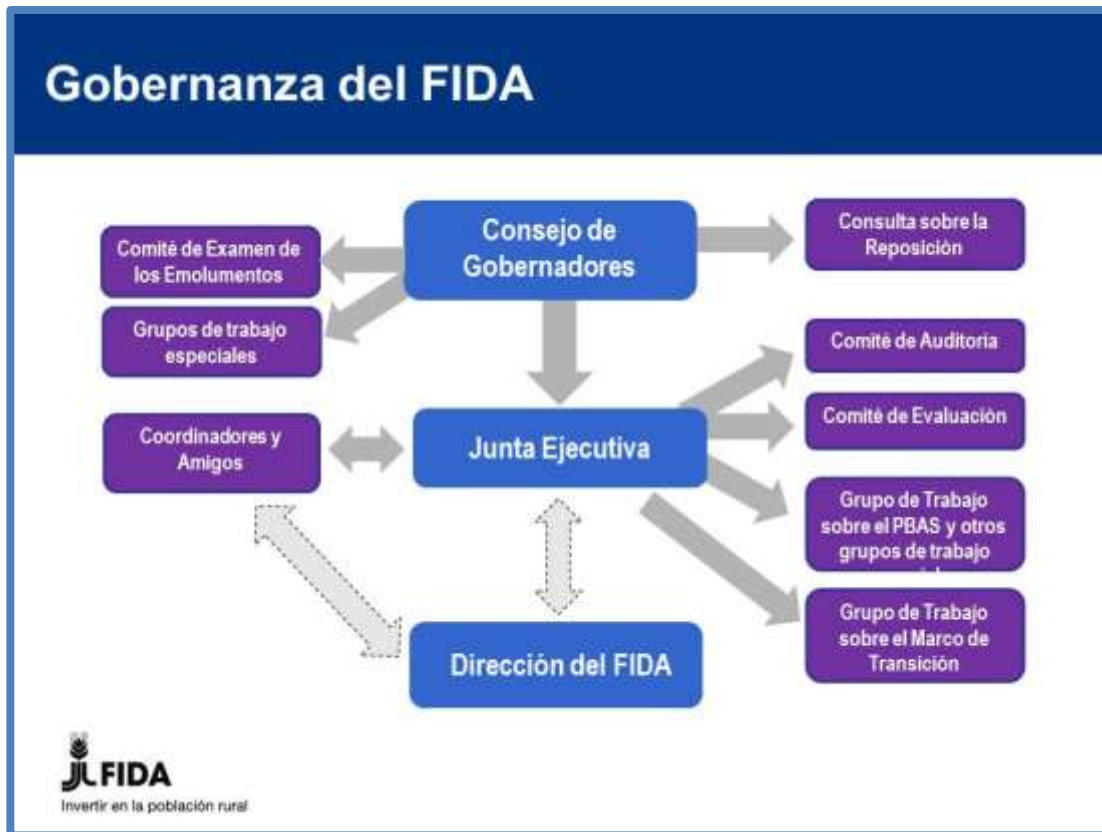 Gobernanza del FIDA
Consejo de
Gobernadores
Consulta sobre la
Reposición
Comité de Examen de
los Emolumentos
Grupos de trabajo
especiales
Comité de Auditoría
Comité de Evaluación
Coordinadores y
Amigos
Junta Ejecutiva
Grupo de Trabajo
sobre el PBAS y otros
grupos de trabajo
Grupo de Trabajo
sobre el Marco de
Transición
Dirección del FIDA
FIDA
Invertir en la población rural